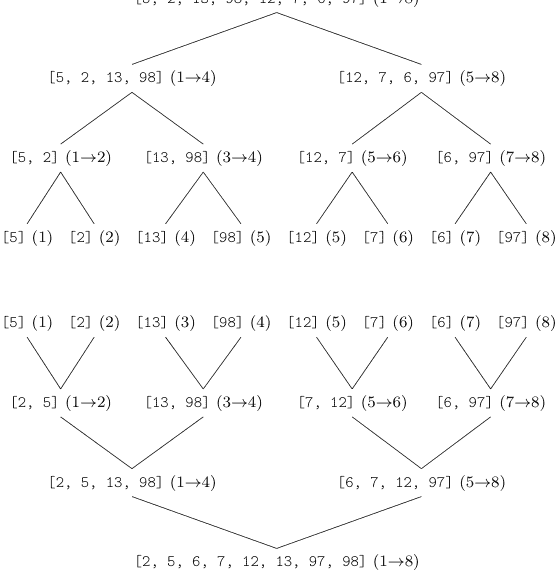 [5, 2, 13, 98, 12, 7, 6, 97] (1→8)
[5, 2, 13, 98] (1→4) [12, 7, 6, 97] (5→8)
[5, 2] (1→2) [13, 98] (3→4) [12, 7] (5→6) [6, 97] (7→8)
[5] (1) [2] (2) [13] (4) [98] (5) [12] (5) [7] (6) [6] (7) [97] (8)
[5] (1) [2] (2) [13] (3) [98] (4) [12] (5) [7] (6) [6] (7) [97] (8)
[2, 5] (1→2) [13, 98] (3→4) [7, 12] (5→6) [6, 97] (7→8)
[2, 5, 13, 98] (1→4) [6, 7, 12, 97] (5→8)
[2, 5, 6, 7, 12, 13, 97, 98] (1→8)